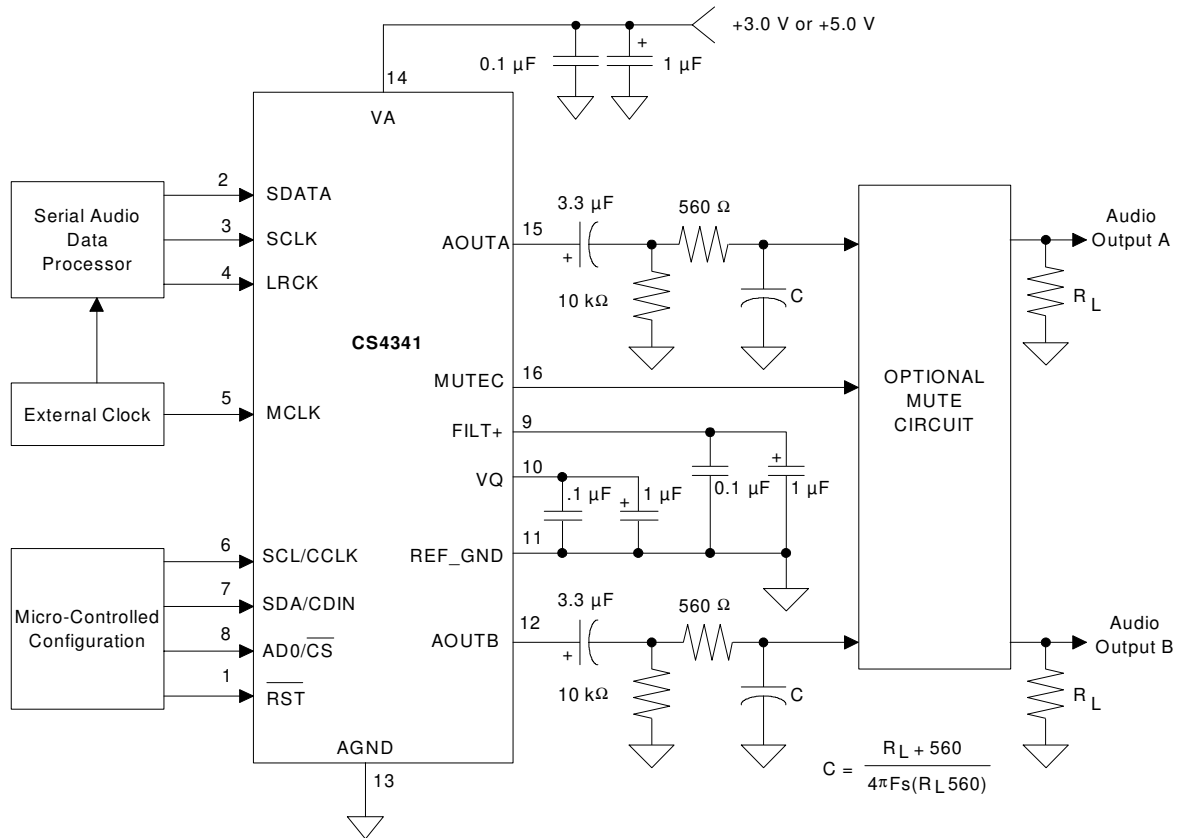 +3.0 V or +5.0 V
0.1 µF
+
1 µF
14
VA
2
SDATA
3
SCLK
4
LRCK
Serial Audio
Data
Processor
External Clock
5
MCLK
CS4341
AOUTA
15
3.3 µF
+
560 Ω
10 kΩ
C
MUTEC
16
FILT+
9
VQ
10
.1 µF
+
1 µF
0.1 µF
+
1 µF
REF_GND
11
OPTIONAL
MUTE
CIRCUIT
Audio
Output A
R L
Micro-Controlled
Configuration
6
SCL/CCLK
7
SDA/CDIN
8
AD0/C̅S̅
1
R̅S̅T̅
AOUTB
12
3.3 µF
+
560 Ω
10 kΩ
C
Audio
Output B
R L
AGND
13
C =
R L + 560
4πFs(R L 560)